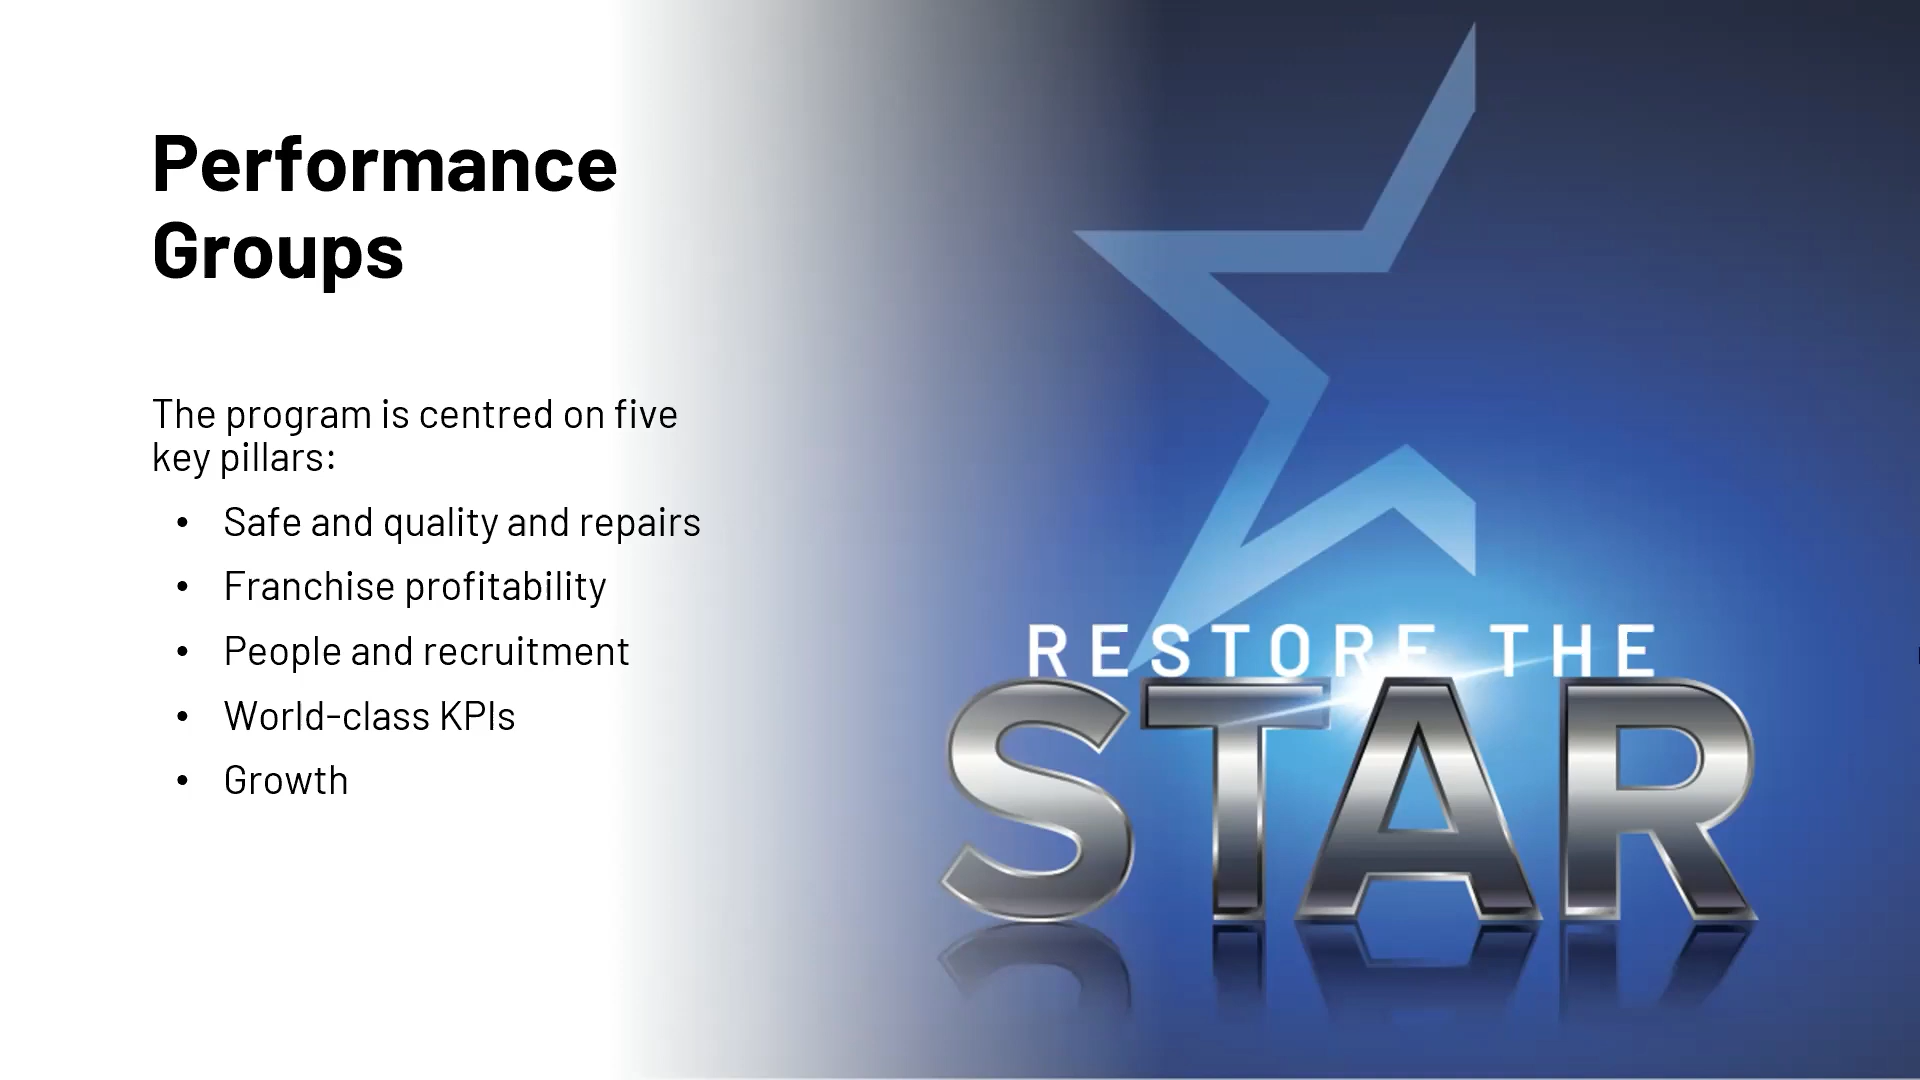 Performance
Groups
The program is centred on five
key pillars:
• Safe and quality and repairs
• Franchise profitability
• People and recruitment
• World-class KPIs
• Growth
RESTORE THE
STAR